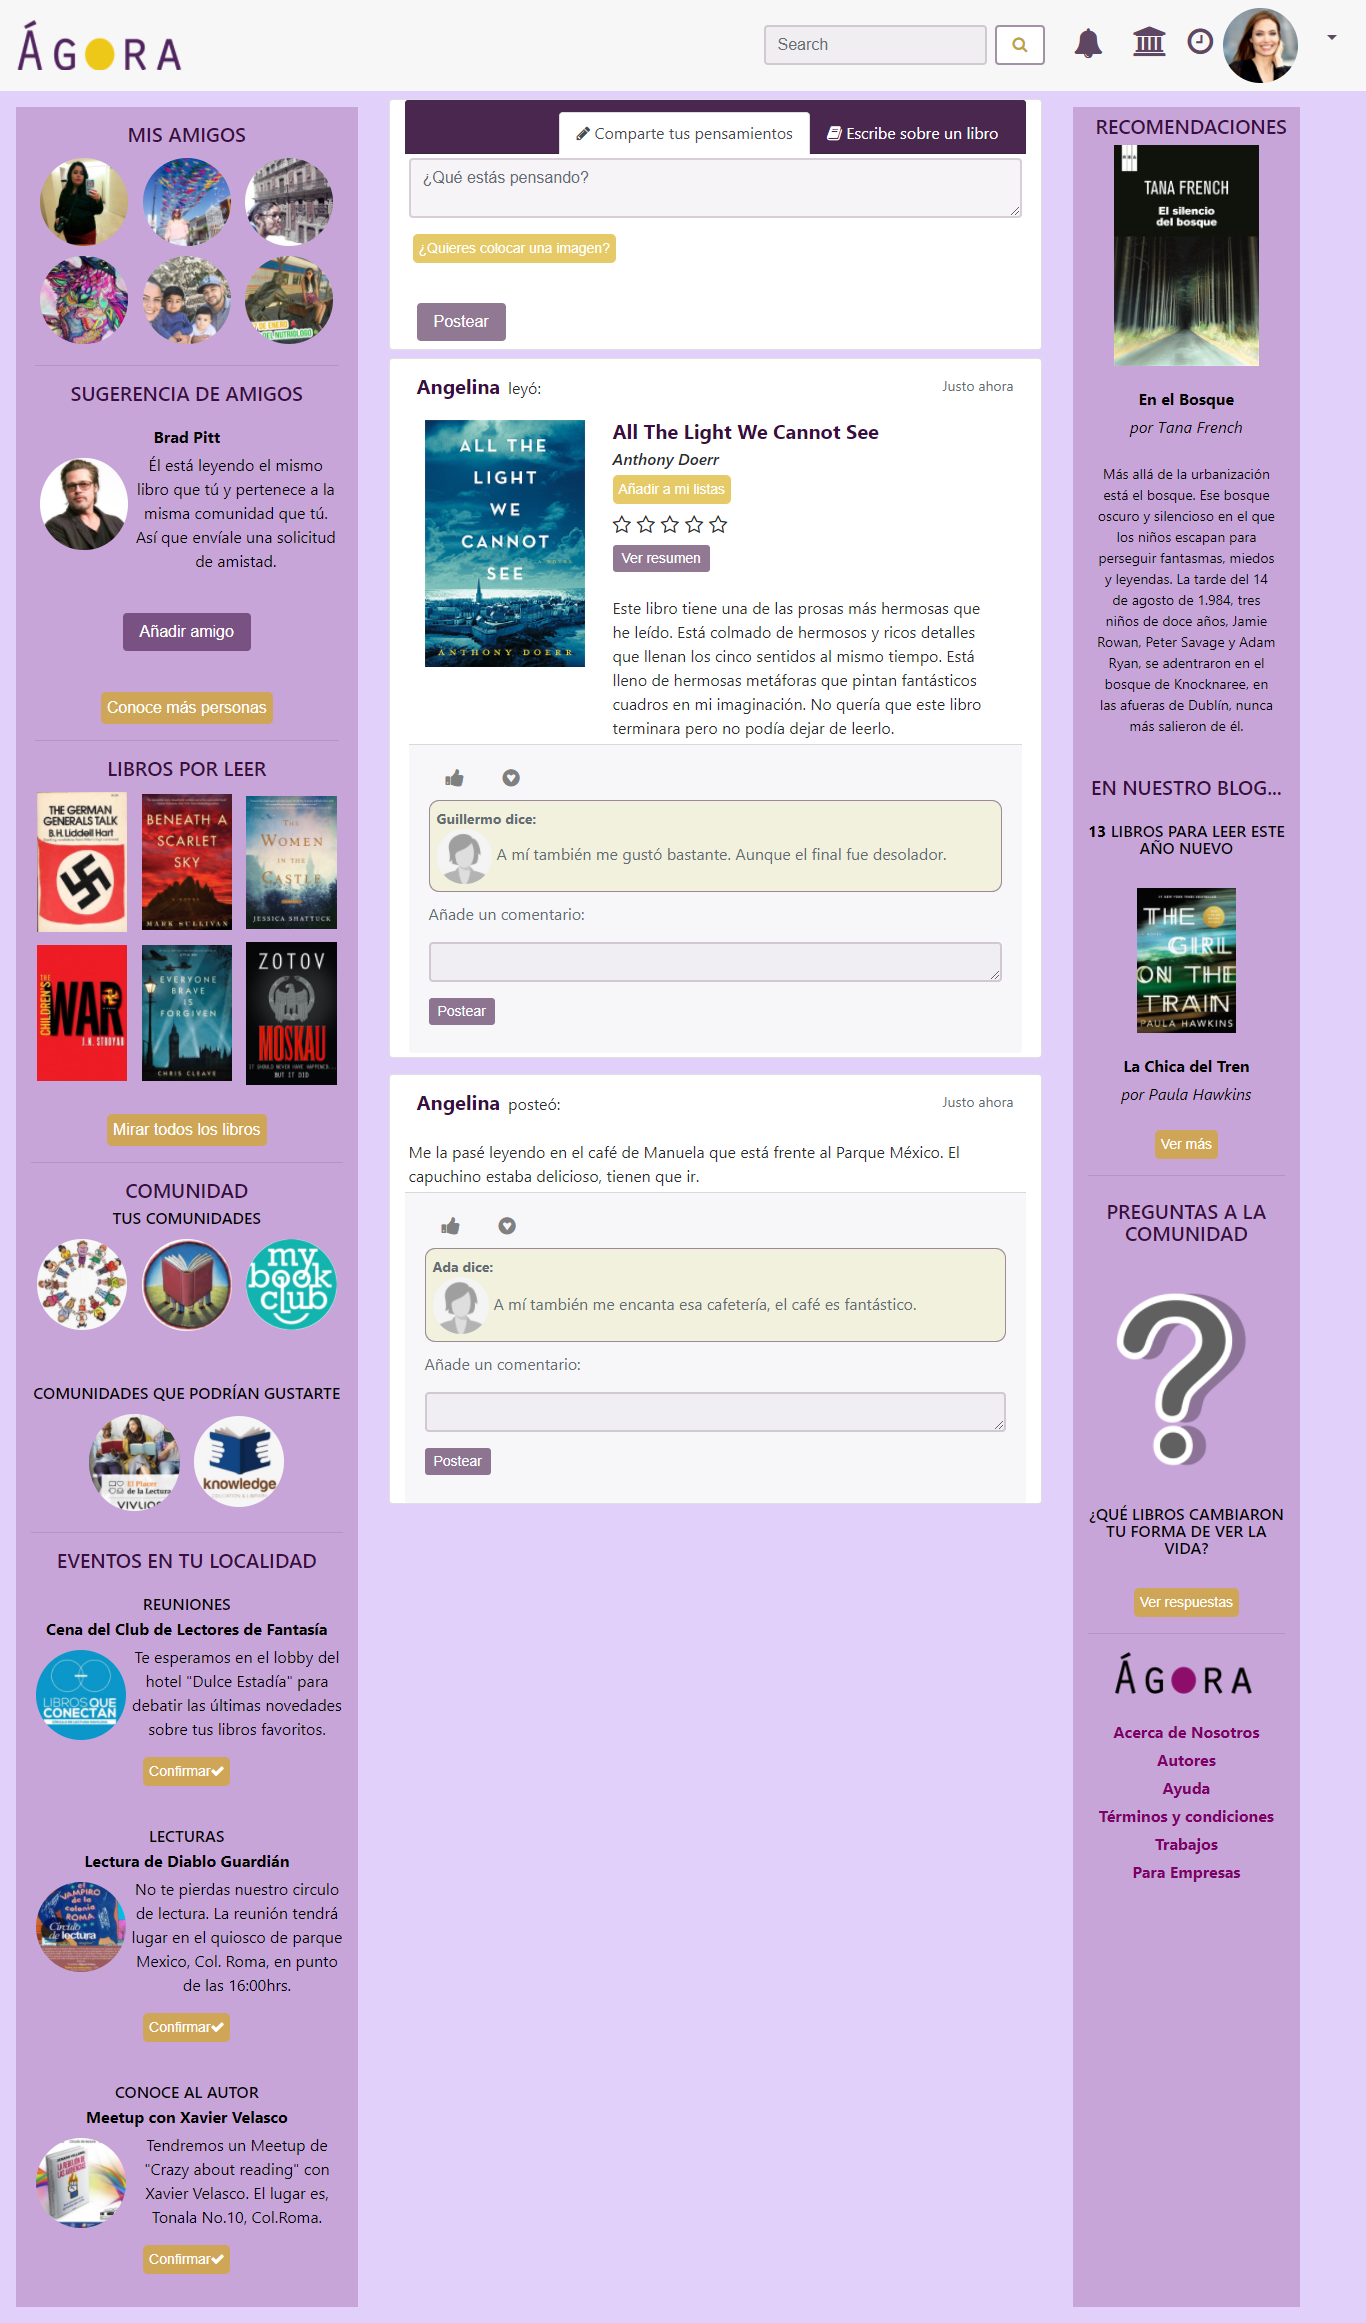 ÁGORA
Search
MIS AMIGOS
DE ENERO
DEL NUTRIÓLOGO
SUGERENCIA DE AMIGOS
Brad Pitt
Él está leyendo el mismo
libro que tú y pertenece a la
misma comunidad que tú.
Así que envíale una solicitud
de amistad.
Añadir amigo
Conoce más personas
LIBROS POR LEER
THE GERMAN
GENERALS TALK
B.H. Liddell Hart
BENEATH A
SCARLET
SKY
MARK SULLIVAN
THE
WOMEN
IN THE
CASTLE
JESSICA SHATTUCK
THE
CHILDREN'S
WAR
J.N. STROYAR
EVERYONE
BRAVE
IS
FORGIVEN
CHRIS CLEAVE
ZOTOV
MOSKAU
IT SHOULD NEVER HAVE HAPPENED...
BUT IT DID
Mirar todos los libros
COMUNIDAD
TUS COMUNIDADES
my
book
club
COMUNIDADES QUE PODRÍAN GUSTARTE
El Placer
de la Lectura
VIVLIOS
knowledge
EVENTOS EN TU LOCALIDAD
REUNIONES
Cena del Club de Lectores de Fantasía
LIBROS QUE
CONECTAN
Te esperamos en el lobby del
hotel "Dulce Estadía" para
debatir las últimas novedades
sobre tus libros favoritos.
Confirmar
LECTURAS
Lectura de Diablo Guardián
el
VAMPIRO
de la
colonia
ROMA
Círculo
de lectura
No te pierdas nuestro circulo
de lectura. La reunión tendrá
lugar en el quiosco de parque
Mexico, Col. Roma, en punto
de las 16:00hrs.
Confirmar
CONOCE AL AUTOR
Meetup con Xavier Velasco
Tendremos un Meetup de
"Crazy about reading" con
Xavier Velasco. El lugar es,
Tonala No.10, Col.Roma.
Confirmar
Comparte tus pensamientos
Escribe sobre un libro
¿Qué estás pensando?
¿Quieres colocar una imagen?
Postear
Angelina leyó:
Justo ahora
ALL THE
LIGHT
WE
CANNOT
SEE
A NOVEL
ANTHONY DOERR
All The Light We Cannot See
Anthony Doerr
Añadir a mi listas
Ver resumen
Este libro tiene una de las prosas más hermosas que
he leído. Está colmado de hermosos y ricos detalles
que llenan los cinco sentidos al mismo tiempo. Está
lleno de hermosas metáforas que pintan fantásticos
cuadros en mi imaginación. No quería que este libro
terminara pero no podía dejar de leerlo.
Guillermo dice:
A mí también me gustó bastante. Aunque el final fue desolador.
Añade un comentario:
Postear
Angelina posteó:
Justo ahora
Me la pasé leyendo en el café de Manuela que está frente al Parque México. El
capuchino estaba delicioso, tienen que ir.
Ada dice:
A mí también me encanta esa cafetería, el café es fantástico.
Añade un comentario:
Postear
RECOMENDACIONES
RBA
TANA FRENCH
El silencio
del bosque
En el Bosque
por Tana French
Más allá de la urbanización
está el bosque. Ese bosque
oscuro y silencioso en el que
los niños escapan para
perseguir fantasmas, miedos
y leyendas. La tarde del 14
de agosto de 1.984, tres
niños de doce años, Jamie
Rowan, Peter Savage y Adam
Ryan, se adentraron en el
bosque de Knocknaree, en
las afueras de Dublín, nunca
más salieron de él.
EN NUESTRO BLOG...
13 LIBROS PARA LEER ESTE
AÑO NUEVO
THE
GIRL
ON THE
TRAIN
PAULA HAWKINS
La Chica del Tren
por Paula Hawkins
Ver más
PREGUNTAS A LA
COMUNIDAD
?
¿QUÉ LIBROS CAMBIARON
TU FORMA DE VER LA
VIDA?
Ver respuestas
ÁGORA
Acerca de Nosotros
Autores
Ayuda
Términos y condiciones
Trabajos
Para Empresas